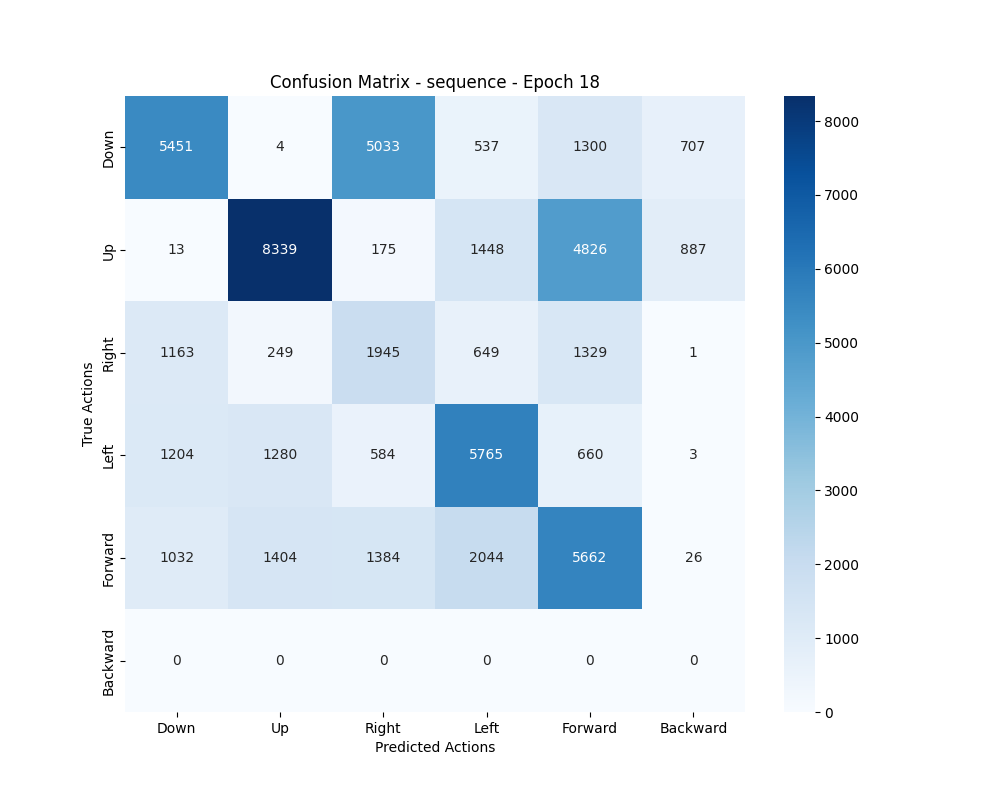 Confusion Matrix - sequence - Epoch 18
True Actions
Down 5451 4 5033 537 1300 707
Up 13 8339 175 1448 4826 887
Right 1163 249 1945 649 1329 1
Left 1204 1280 584 5765 660 3
Forward 1032 1404 1384 2044 5662 26
Backward 0 0 0 0 0 0
Down Up Right Left Forward Backward
Predicted Actions
8000
7000
6000
5000
4000
3000
2000
1000
0